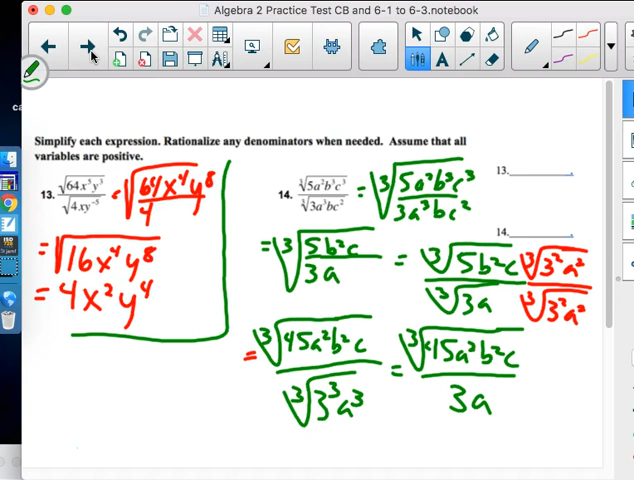 Algebra 2 Practice Test CB and 6-1 to 6-3.notebook
Simplify each expression. Rationalize any denominators when needed. Assume that all
variables are positive.
13. √(64x⁵y³) / √(4xy⁻⁵) = √(64x⁴y⁸ / 4)
= √(16x⁴y⁸)
= 4x²y⁴
14. ∛(5a²b³c³) / ∛(3a³bc²) = ∛(5a²b³c³ / 3a³bc²)
= ∛(5b²c / 3a) = ∛(5b²c) / ∛(3a) ∛(3²a²) / ∛(3²a²)
= ∛(45a²b²c) / ∛(3³a³) = ∛(45a²b²c) / 3a
13.
14.